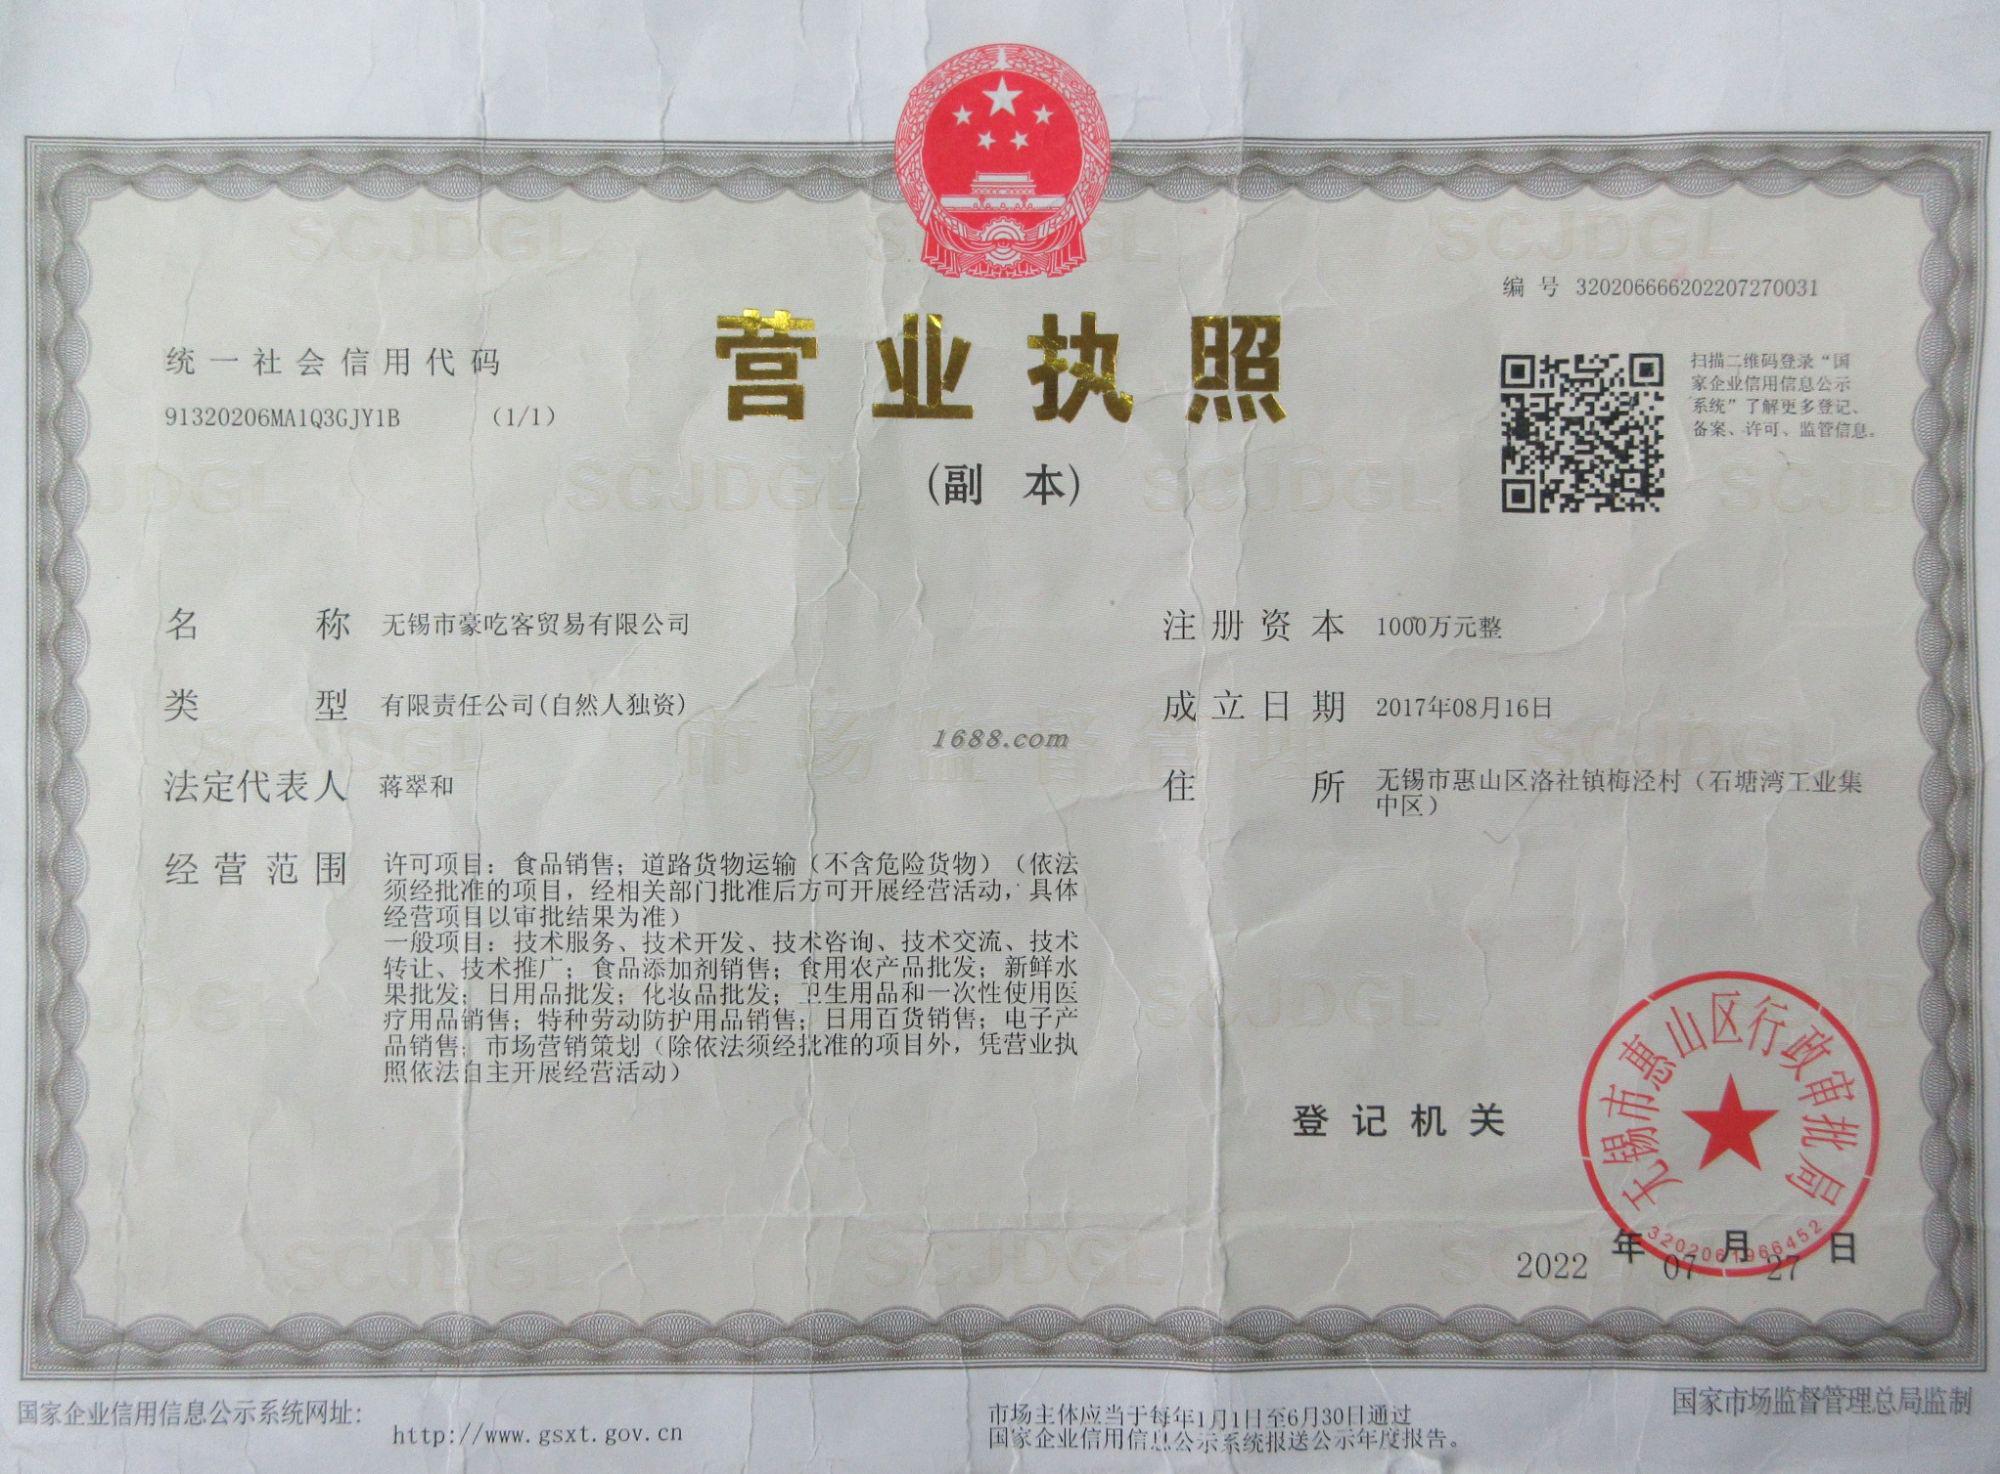 编号 320206666202207270031
统一社会信用代码
91320206MA1Q3GJY1B （1/1）
营业执照
（副 本）
扫描二维码登录“国
家企业信用信息公示
系统”了解更多登记、
备案、许可、监管信息。
名称 无锡市豪吃客贸易有限公司
类型 有限责任公司(自然人独资)
法定代表人 蒋翠和
经营范围 许可项目：食品销售；道路货物运输（不含危险货物）（依法
须经批准的项目，经相关部门批准后方可开展经营活动，具体
经营项目以审批结果为准）
一般项目：技术服务、技术开发、技术咨询、技术交流、技术
转让、技术推广；食品添加剂销售；食用农产品批发；新鲜水
果批发；日用品批发；化妆品批发；卫生用品和一次性使用医
疗用品销售；特种劳动防护用品销售；日用百货销售；电子产
品销售；市场营销策划（除依法须经批准的项目外，凭营业执
照依法自主开展经营活动）
注册资本 1000万元整
成立日期 2017年08月16日
住所 无锡市惠山区洛社镇梅泾村（石塘湾工业集
中区）
1688.com
登记机关
无锡市惠山区行政审批局
3202061966452
2022年07月27日
国家企业信用信息公示系统网址：
http://www.gsxt.gov.cn
市场主体应当于每年1月1日至6月30日通过
国家企业信用信息公示系统报送公示年度报告。
国家市场监督管理总局监制